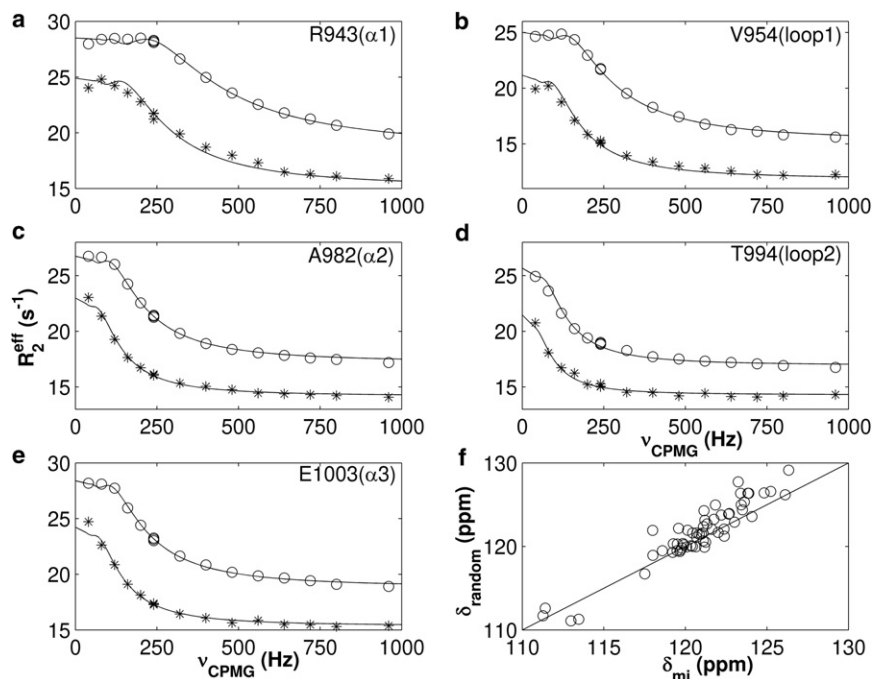 a
R943(α1)
30
25
20
15
0 250 500 750 1000
b
V954(loop1)
25
20
15
10
0 250 500 750 1000
c
A982(α2)
25
20
15
0 250 500 750 1000
R2^eff (s^-1)
d
T994(loop2)
25
20
15
0 250 500 750 1000
νCPMG (Hz)
e
E1003(α3)
30
25
20
15
0 250 500 750 1000
νCPMG (Hz)
f
130
120
110
110 115 120 125 130
δrandom (ppm)
δmi (ppm)